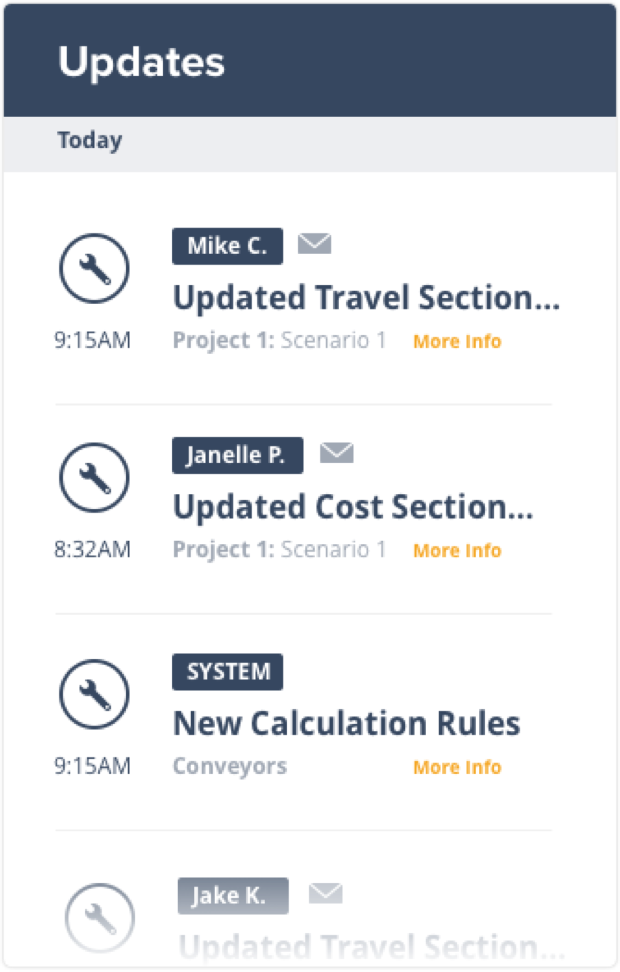 Updates
Today
Mike C.
Updated Travel Section...
9:15AM
Project 1: Scenario 1 More Info
Janelle P.
Updated Cost Section...
8:32AM
Project 1: Scenario 1 More Info
SYSTEM
New Calculation Rules
9:15AM
Conveyors More Info
Jake K.
Updated Travel Section...